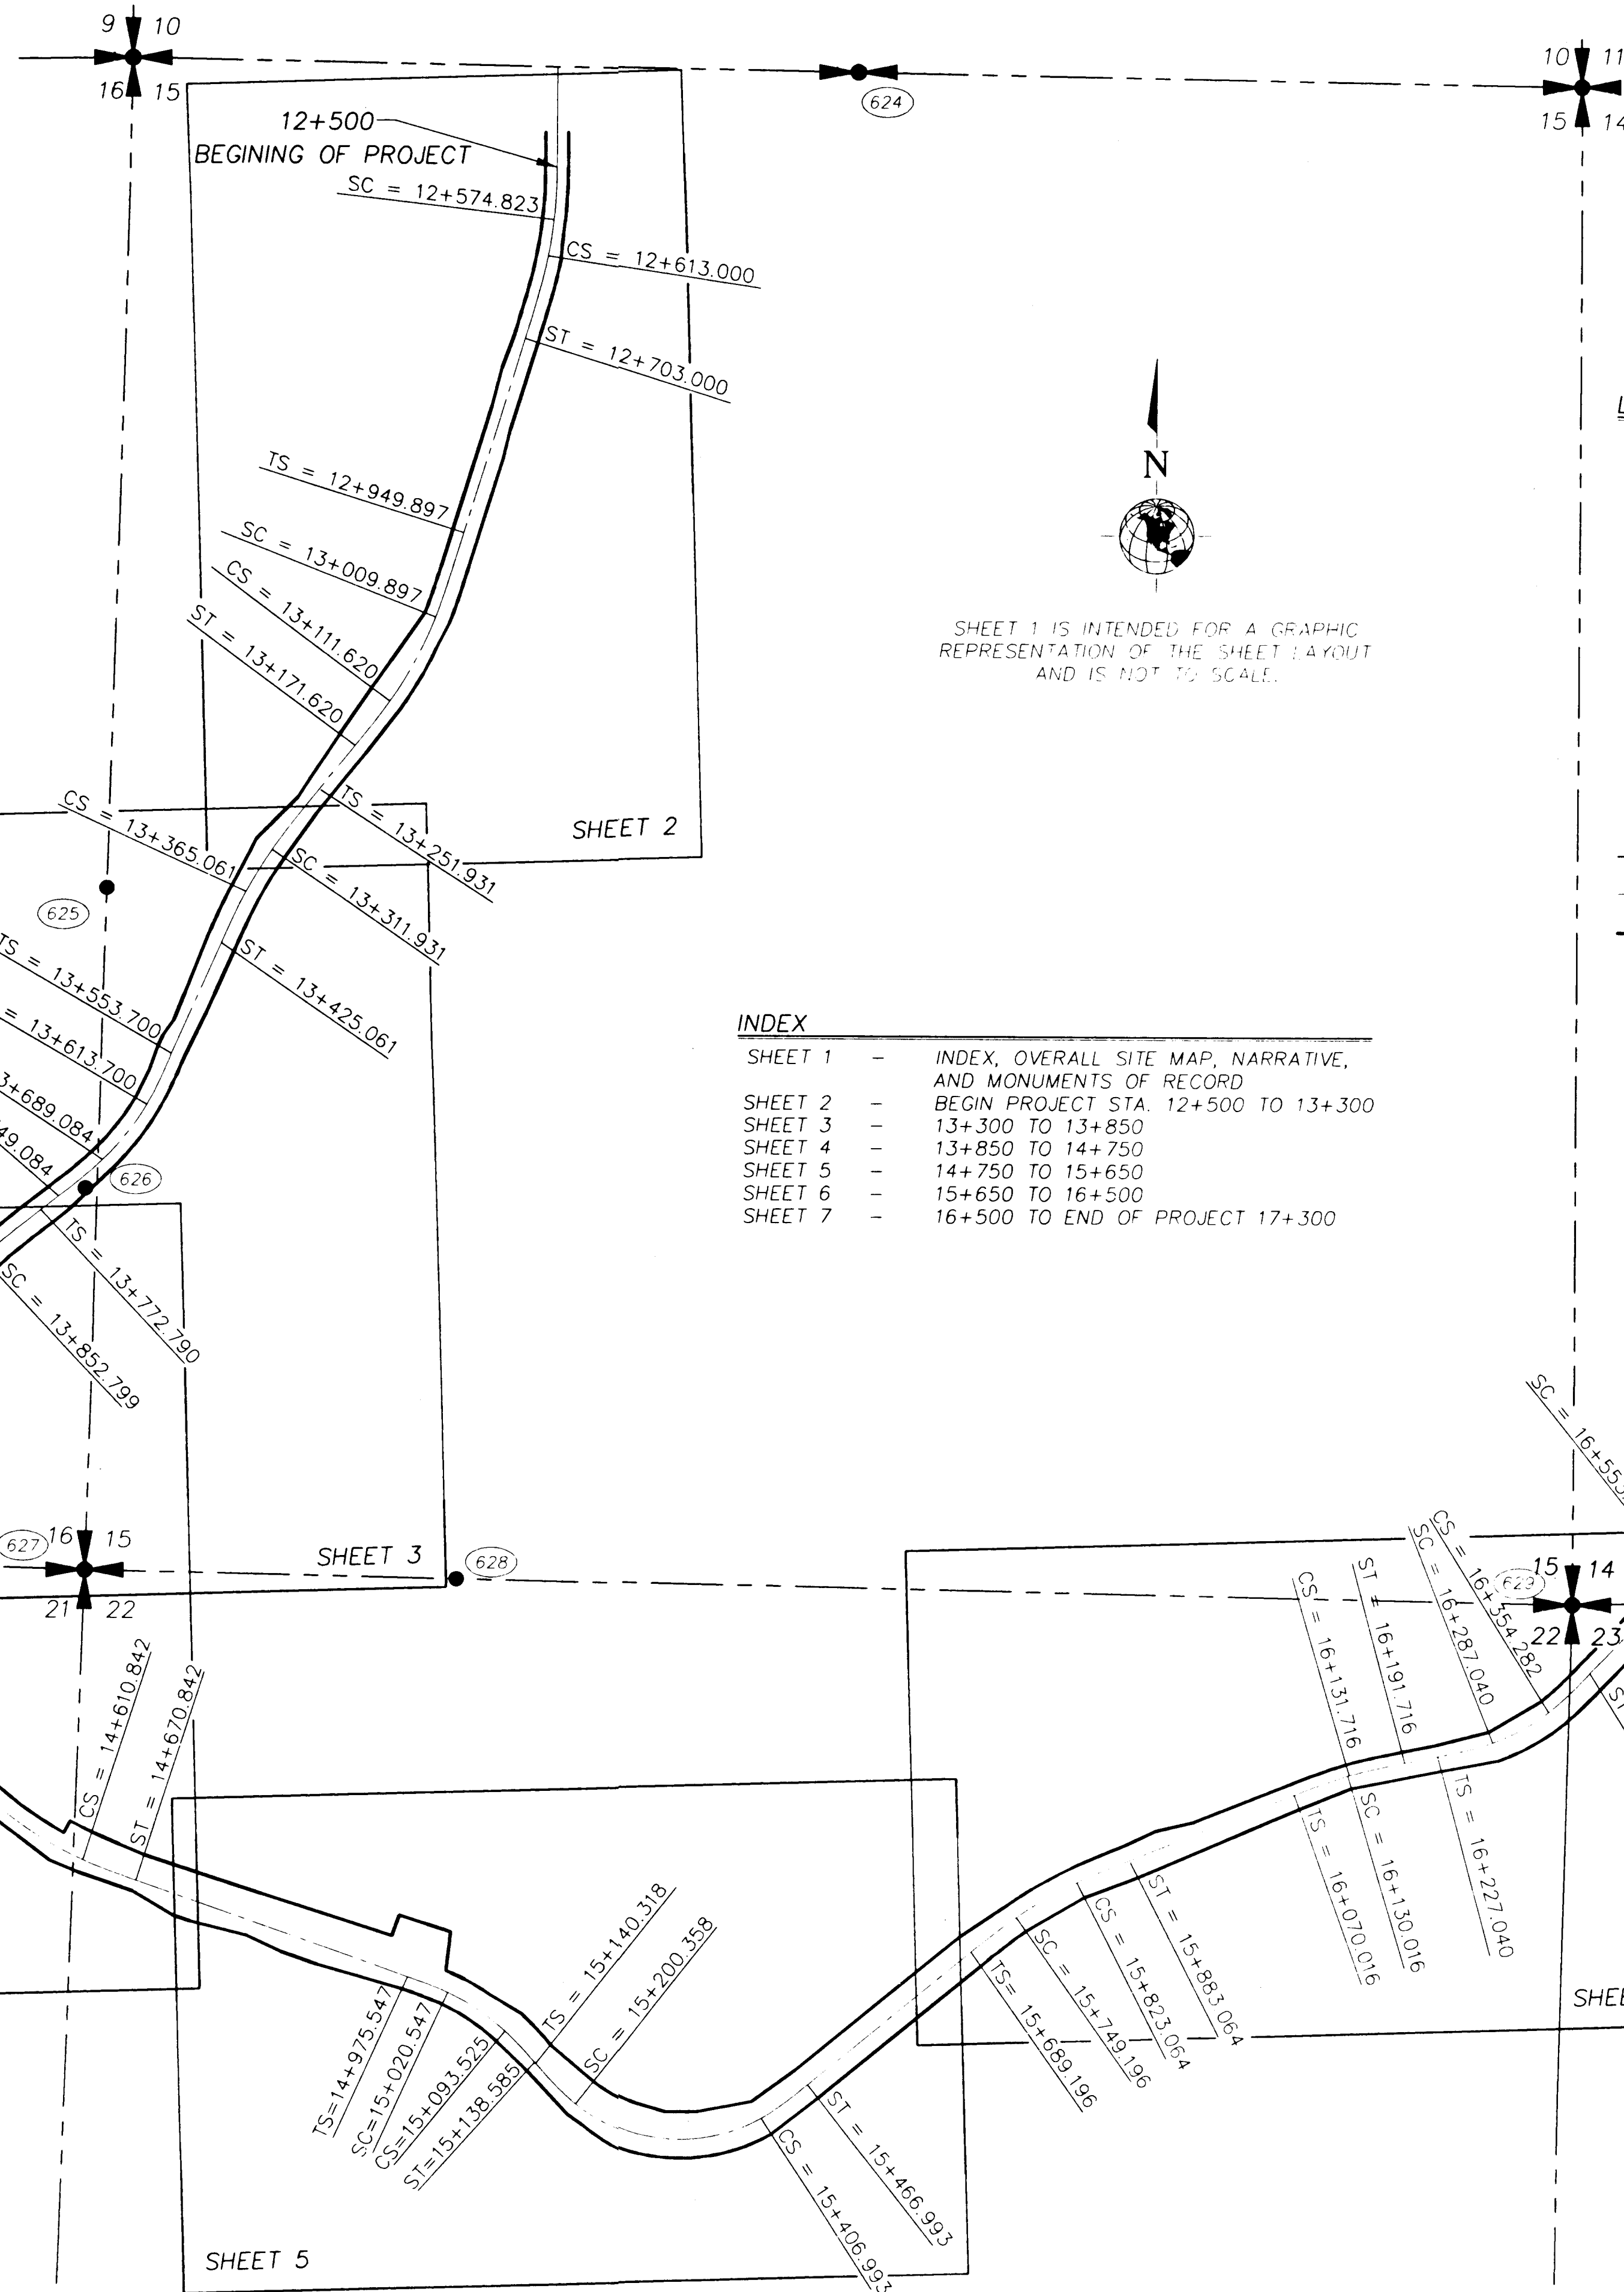 9 10
16 15
10 11
15 14
624
12+500
BEGINING OF PROJECT
SC = 12+574.823
CS = 12+613.000
ST = 12+703.000
TS = 12+949.897
SC = 13+009.897
CS = 13+111.620
ST = 13+171.620
N
SHEET 1 IS INTENDED FOR A GRAPHIC
REPRESENTATION OF THE SHEET LAYOUT
AND IS NOT TO SCALE.
SHEET 2
TS = 13+251.931
CS = 13+365.061
SC = 13+311.931
625
ST = 13+425.061
TS = 13+553.700
= 13+613.700
3+689.084
49.084
626
TS = 13+772.790
SC = 13+852.799
INDEX
SHEET 1 - INDEX, OVERALL SITE MAP, NARRATIVE,
AND MONUMENTS OF RECORD
SHEET 2 - BEGIN PROJECT STA. 12+500 TO 13+300
SHEET 3 - 13+300 TO 13+850
SHEET 4 - 13+850 TO 14+750
SHEET 5 - 14+750 TO 15+650
SHEET 6 - 15+650 TO 16+500
SHEET 7 - 16+500 TO END OF PROJECT 17+300
627
16 15
21 22
SHEET 3
628
629
15 14
22 23
SC = 16+553.
CS = 16+354.282
SC = 16+287.040
ST = 16+191.716
CS = 16+131.716
ST
TS = 16+227.040
SC = 16+130.016
TS = 16+070.016
SHEE
CS = 14+610.842
ST = 14+670.842
TS=14+975.547
SC=15+020.547
CS=15+093.525
ST=15+138.585
TS = 15+140.318
SC = 15+200.358
ST = 15+883.064
CS = 15+823.064
SC = 15+749.196
TS= 15+689.196
ST = 15+466.993
CS = 15+406.993
SHEET 5